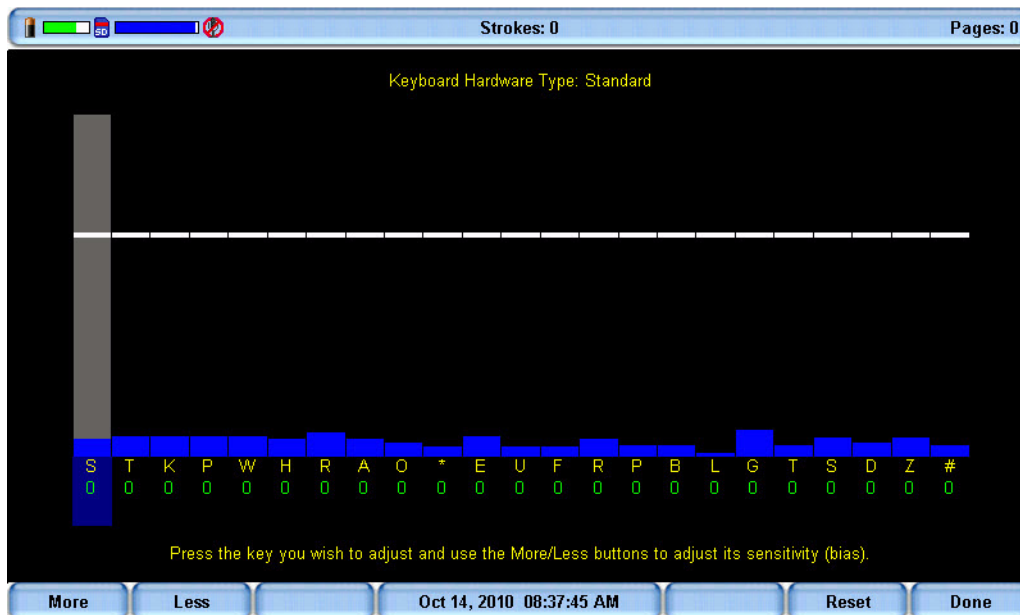 SD Strokes: 0 Pages: 0
Keyboard Hardware Type: Standard
S T K P W H R A O * E U F R P B L G T S D Z #
0 0 0 0 0 0 0 0 0 0 0 0 0 0 0 0 0 0 0 0 0 0 0
Press the key you wish to adjust and use the More/Less buttons to adjust its sensitivity (bias).
More Less Oct 14, 2010 08:37:45 AM Reset Done